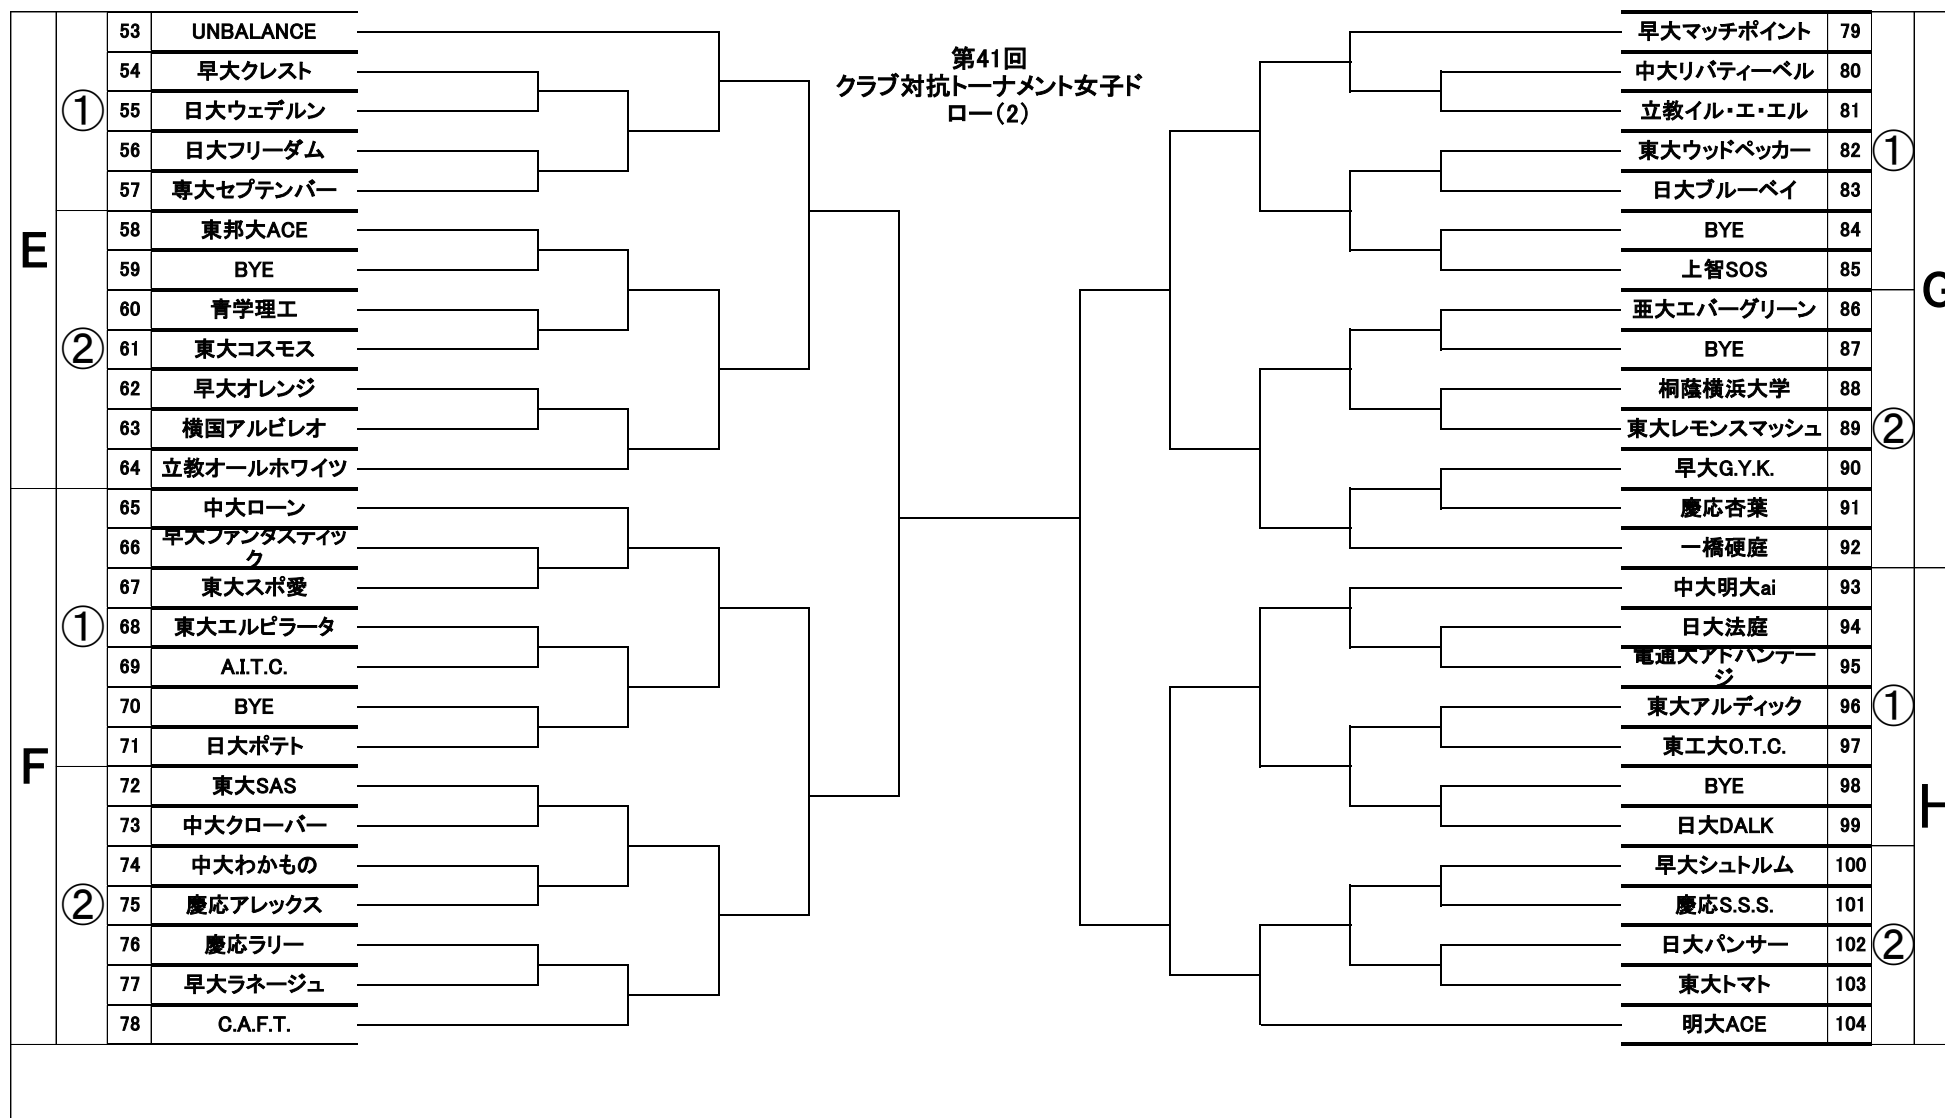 第41回
クラブ対抗トーナメント女子ド
ロー(2)
E
①
53 UNBALANCE
54 早大クレスト
55 日大ウェデルン
56 日大フリーダム
57 専大セプテンバー
②
58 東邦大ACE
59 BYE
60 青学理工
61 東大コスモス
62 早大オレンジ
63 横国アルビレオ
64 立教オールホワイツ
F
①
65 中大ローン
66 早大ファンタスティッ
ク
67 東大スポ愛
68 東大エルピラータ
69 A.I.T.C.
70 BYE
71 日大ポテト
②
72 東大SAS
73 中大クローバー
74 中大わかもの
75 慶応アレックス
76 慶応ラリー
77 早大ラネージュ
78 C.A.F.T.
早大マッチポイント 79
中大リバティーベル 80
立教イル・エ・エル 81
東大ウッドペッカー 82
日大ブルーベイ 83
BYE 84
上智SOS 85
①
G
亜大エバーグリーン 86
BYE 87
桐蔭横浜大学 88
東大レモンスマッシュ 89
早大G.Y.K. 90
慶応杏葉 91
一橋硬庭 92
②
中大明大ai 93
日大法庭 94
電通大アドバンテー
ジ 95
東大アルディック 96
東工大O.T.C. 97
BYE 98
日大DALK 99
①
H
早大シュトルム 100
慶応S.S.S. 101
日大パンサー 102
東大トマト 103
明大ACE 104
②